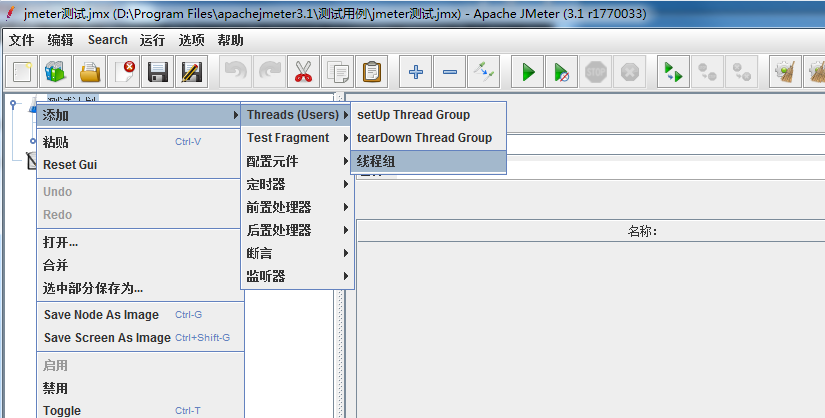 jmeter测试.jmx (D:\Program Files\apachejmeter3.1\测试用例\jmeter测试.jmx) - Apache JMeter (3.1 r1770033)
文件 编辑 Search 运行 选项 帮助
测试计划
添加
粘贴 Ctrl-V
Reset Gui
Undo
Redo
打开...
合并
选中部分保存为...
Save Node As Image Ctrl-G
Save Screen As Image Ctrl+Shift-G
启用
禁用
Toggle Ctrl-T
Threads (Users)
Test Fragment
配置元件
定时器
前置处理器
后置处理器
断言
监听器
setUp Thread Group
tearDown Thread Group
线程组
名称:
STOP